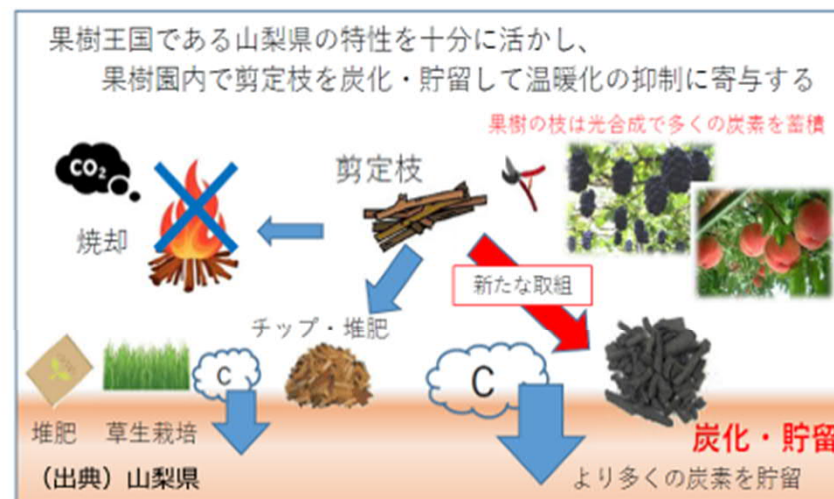 果樹王国である山梨県の特性を十分に活かし、
果樹園内で剪定枝を炭化・貯留して温暖化の抑制に寄与する
果樹の枝は光合成で多くの炭素を蓄積
CO₂
剪定枝
焼却
新たな取組
チップ・堆肥
C
C
堆肥
草生栽培
炭化・貯留
（出典）山梨県
より多くの炭素を貯留